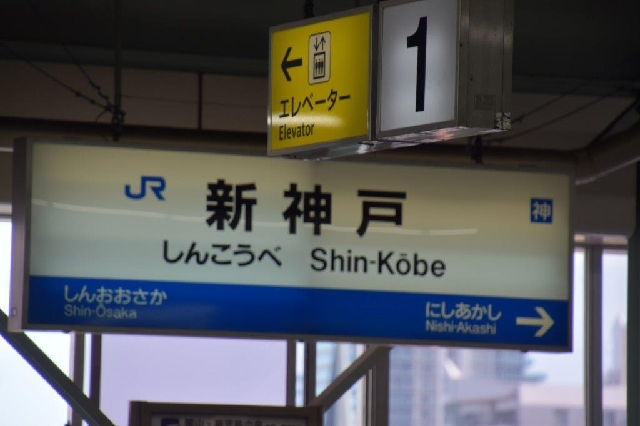 エレベーター
Elevator
1
JR
新神戸
神
しんこうべ Shin-Kōbe
しんおおさか
Shin-Ōsaka
にしあかし
Nishi-Akashi